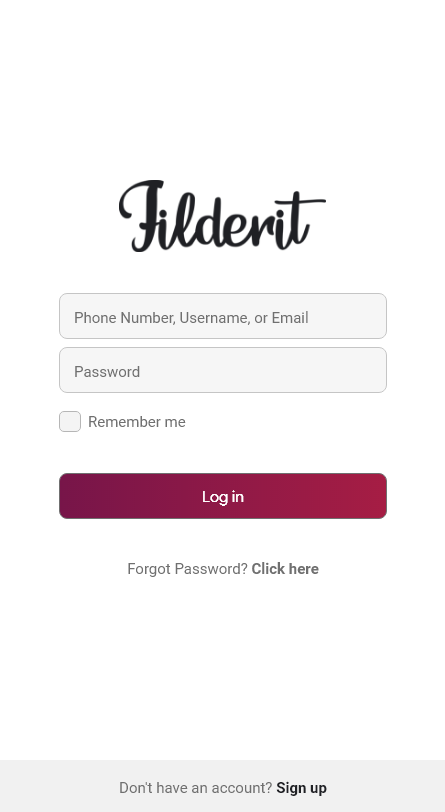 Filderit
Phone Number, Username, or Email
Password
Remember me
Log in
Forgot Password? Click here
Don't have an account? Sign up